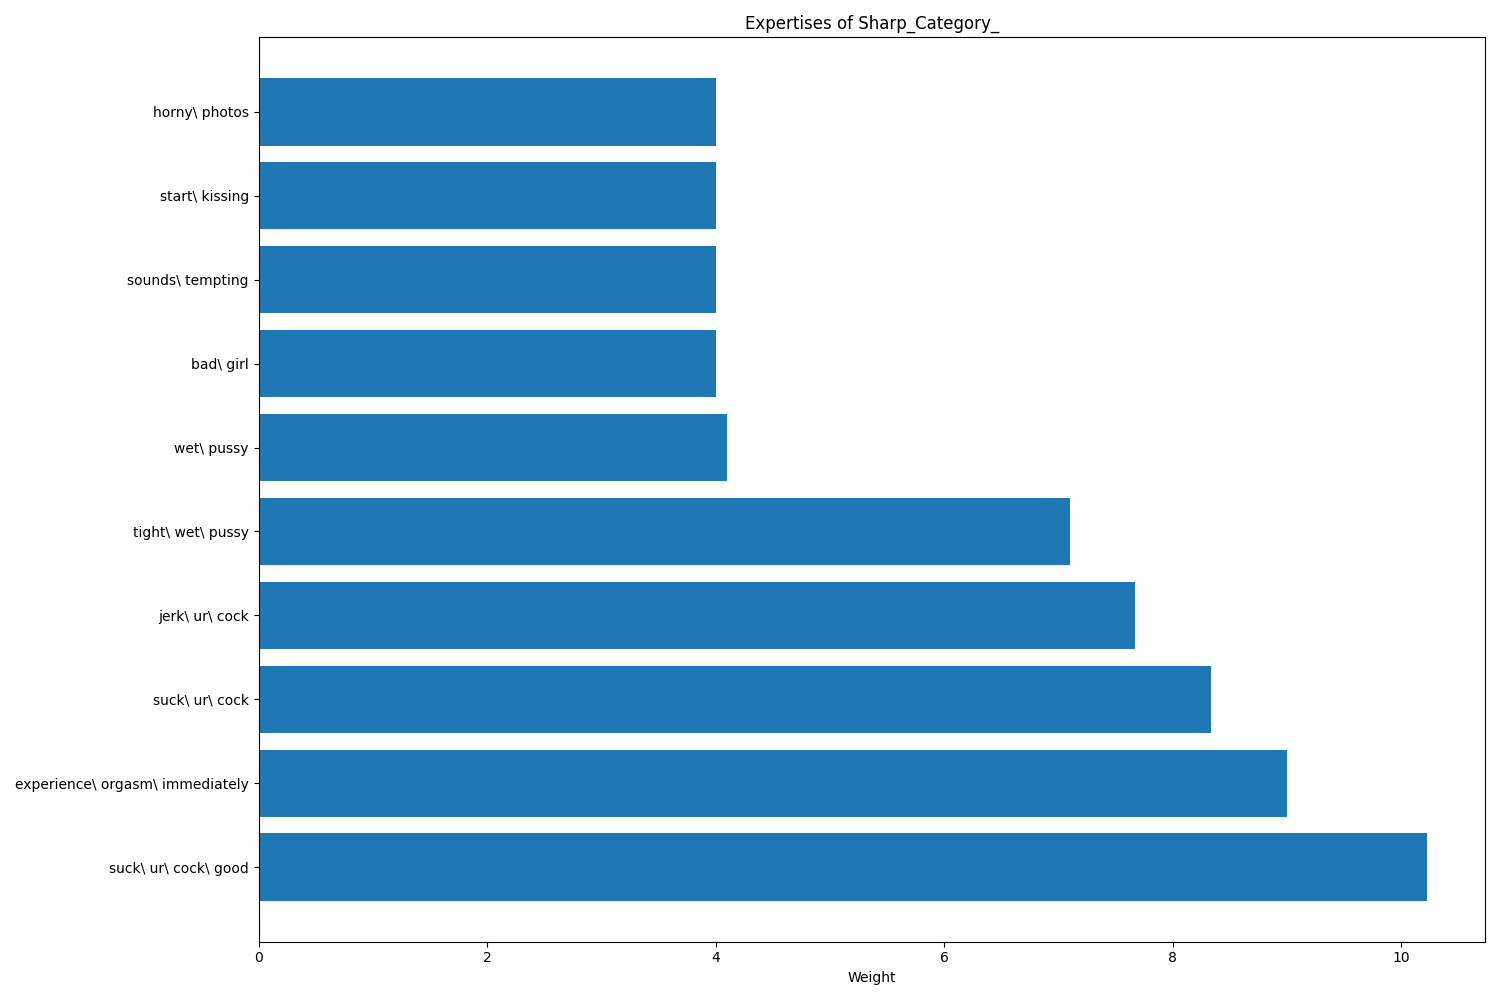 Expertises of Sharp_Category_
horny\ photos
start\ kissing
sounds\ tempting
bad\ girl
wet\ pussy
tight\ wet\ pussy
jerk\ ur\ cock
suck\ ur\ cock
experience\ orgasm\ immediately
suck\ ur\ cock\ good
0 2 4 6 8 10
Weight